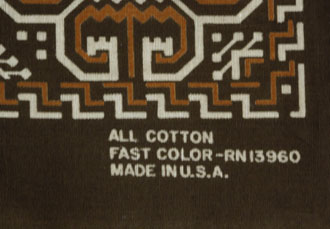 ALL COTTON
FAST COLOR-RN13960
MADE IN U.S.A.